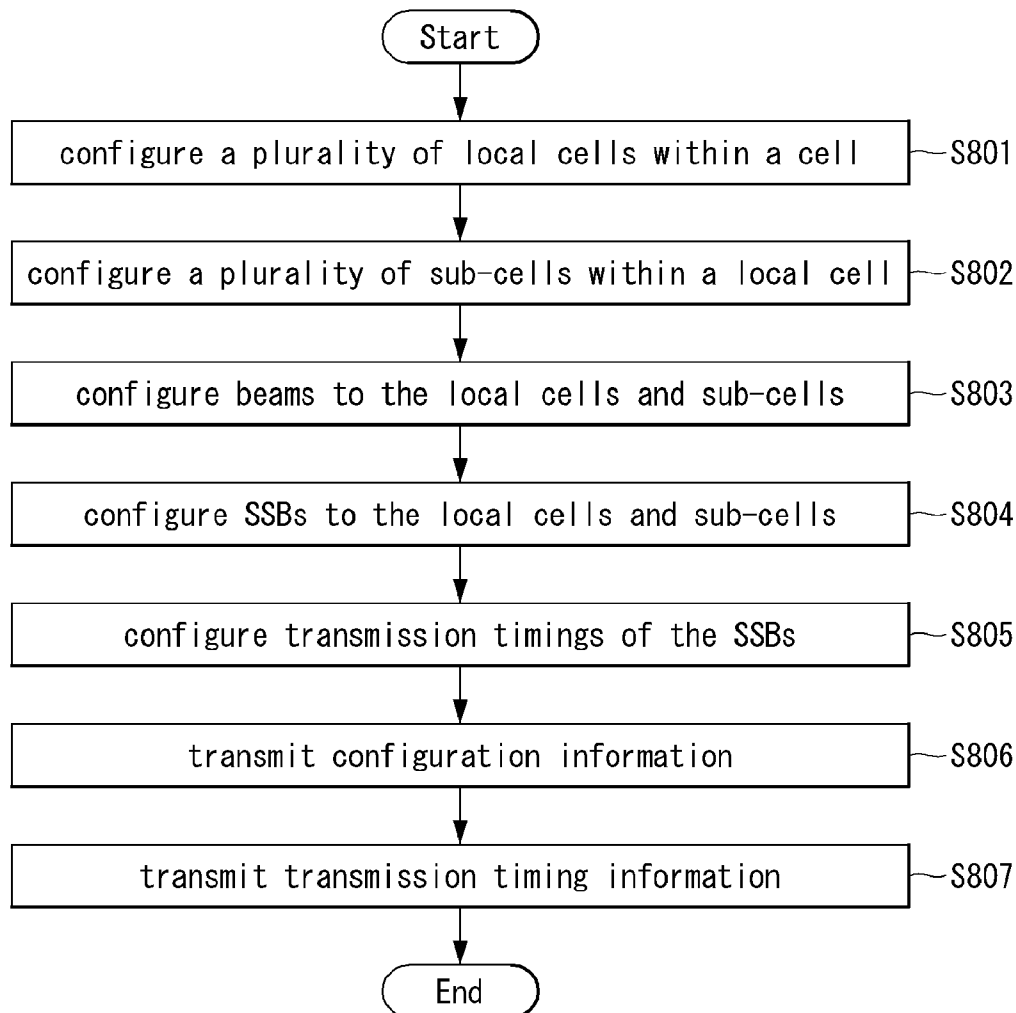 Start
configure a plurality of local cells within a cell
S801
configure a plurality of sub-cells within a local cell
S802
configure beams to the local cells and sub-cells
S803
configure SSBs to the local cells and sub-cells
S804
configure transmission timings of the SSBs
S805
transmit configuration information
S806
transmit transmission timing information
S807
End